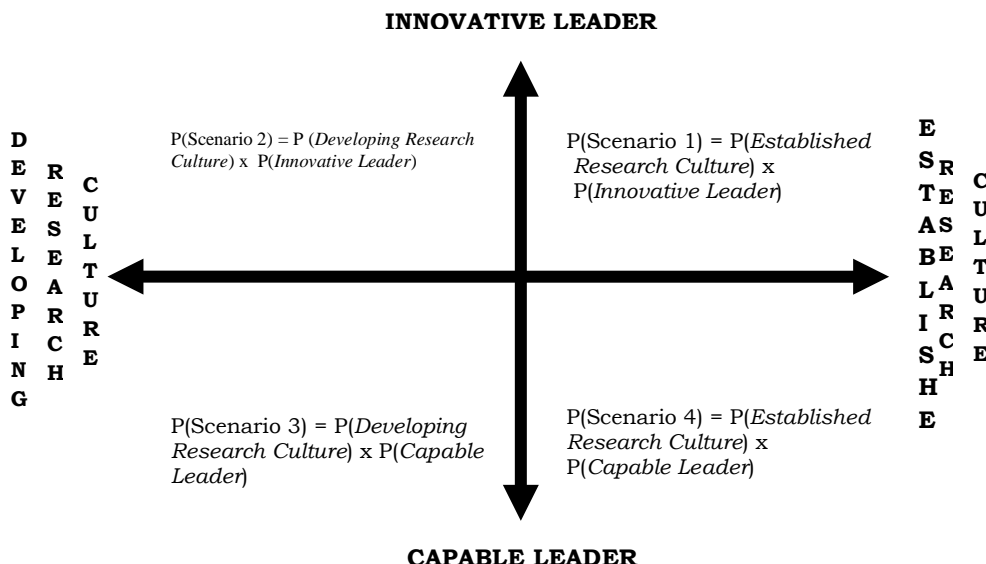 INNOVATIVE LEADER
DEVELOPING
RESEARCH
CULTURE
P(Scenario 2) = P (Developing Research
Culture) x P(Innovative Leader)
P(Scenario 1) = P(Established
Research Culture) x
P(Innovative Leader)
ESTABLISHE
RESEARCH
CULTURE
P(Scenario 3) = P(Developing
Research Culture) x P(Capable
Leader)
P(Scenario 4) = P(Established
Research Culture) x
P(Capable Leader)
CAPABLE LEADER